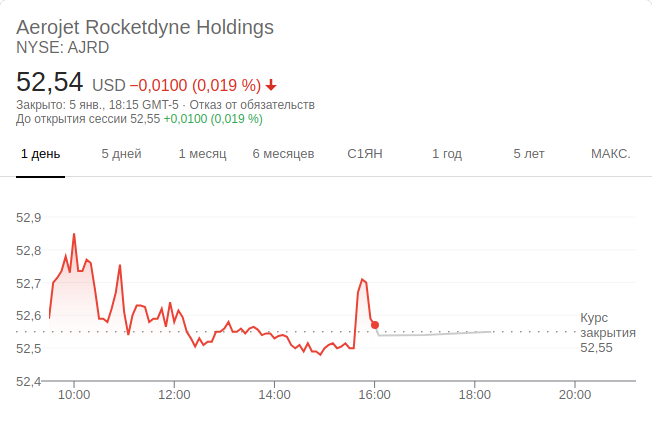 Aerojet Rocketdyne Holdings
NYSE: AJRD
52,54 USD −0,0100 (0,019 %)
Закрыто: 5 янв., 18:15 GMT-5 · Отказ от обязательств
До открытия сессии 52,55 +0,0100 (0,019 %)
1 день 5 дней 1 месяц 6 месяцев С1ЯН 1 год 5 лет МАКС.
52,9
52,8
52,7
52,6
Курс
закрытия
52,55
52,5
52,4
10:00 12:00 14:00 16:00 18:00 20:00